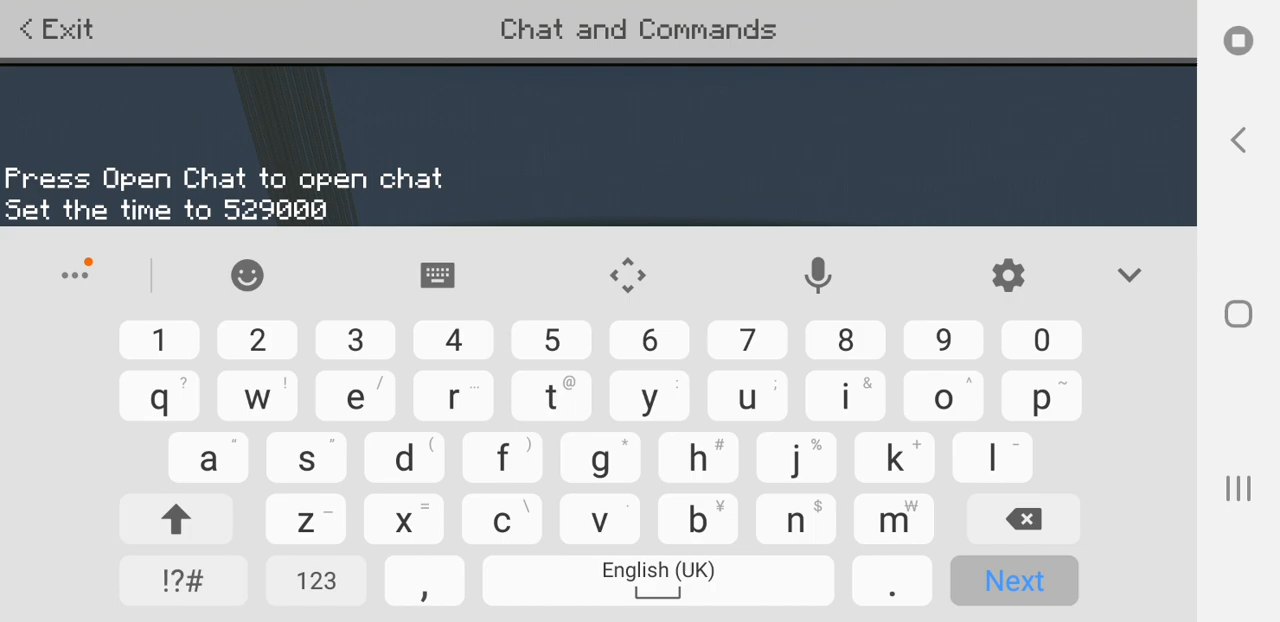 < Exit
Chat and Commands
Press Open Chat to open chat
Set the time to 529000
1 2 3 4 5 6 7 8 9 0
q ? w ! e / r ... t @ y : u ; i & o ^ p ~
a " s " d ( f ) g * h # j % k + l -
z _ x = c \ v · b ¥ n $ m ₩
!?# 123 , English (UK) . Next